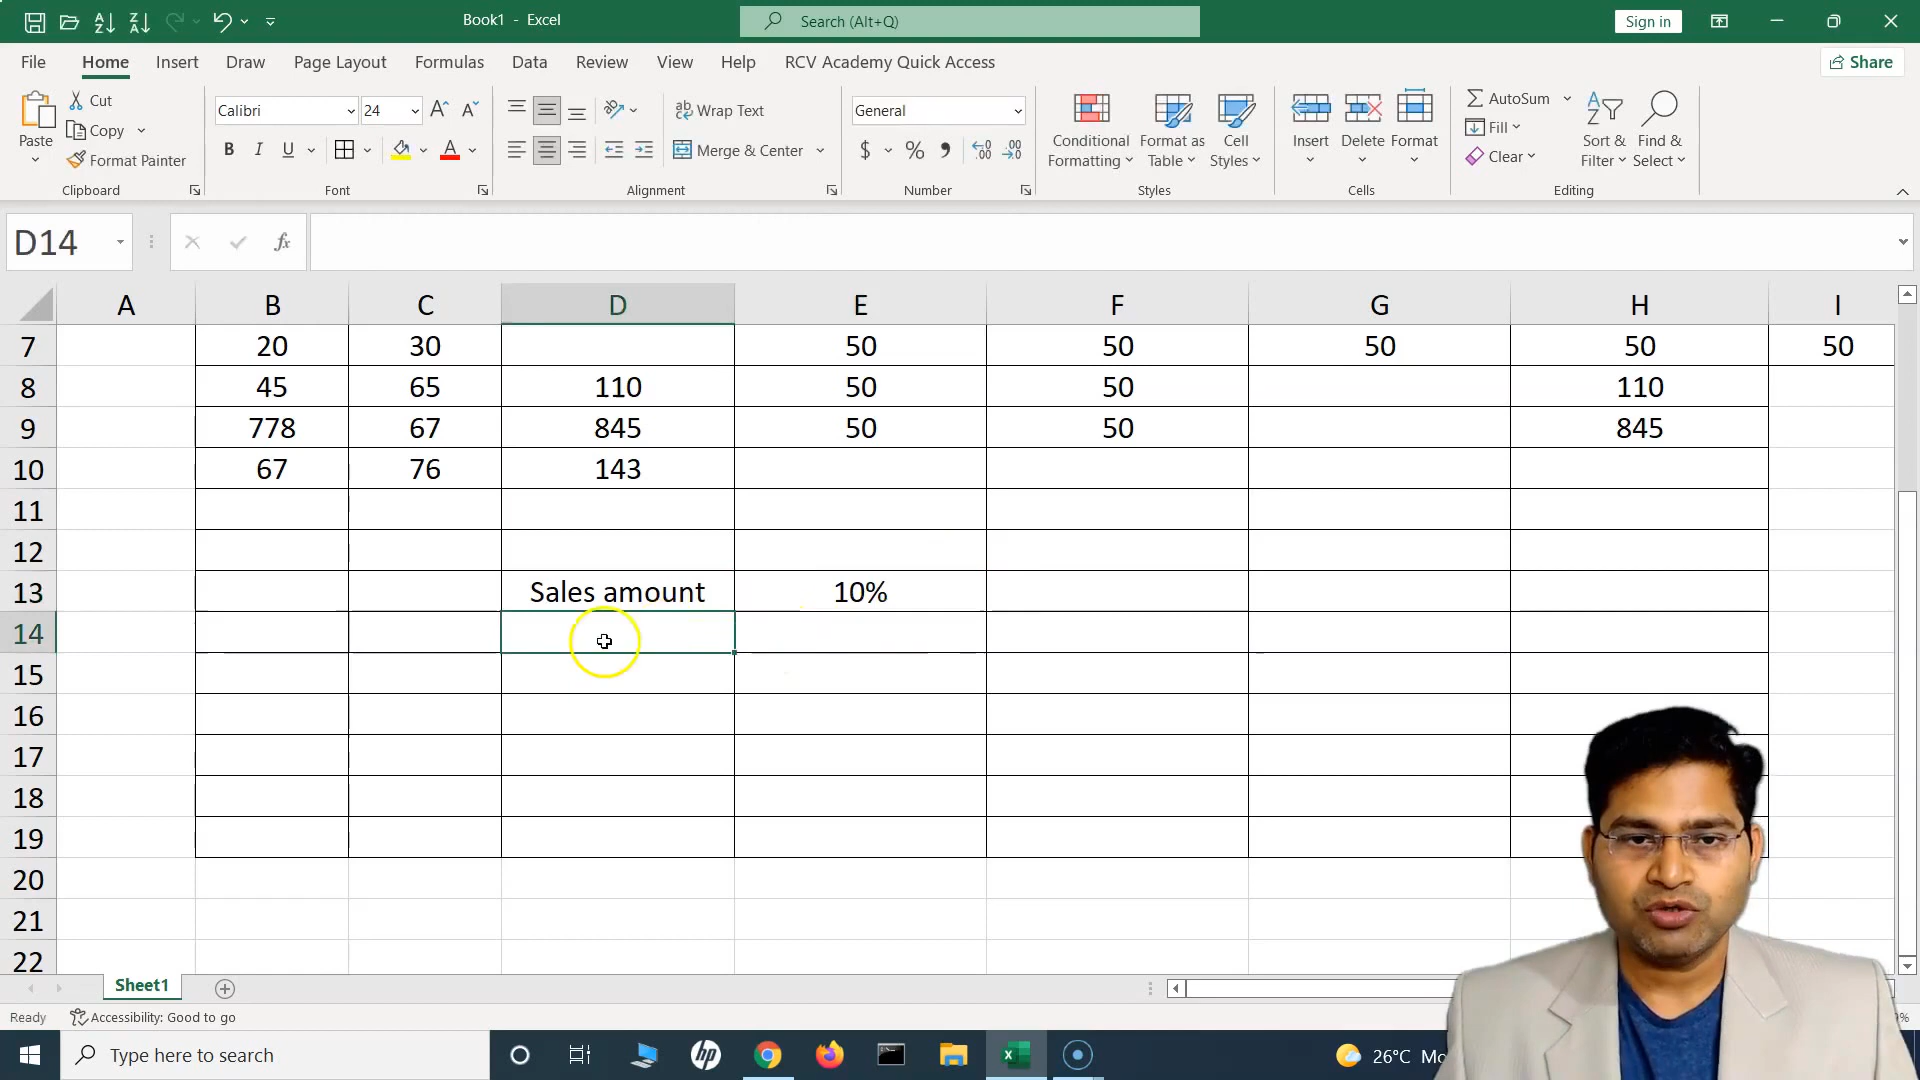 Book1 - Excel
Search (Alt+Q)
Sign in
File Home Insert Draw Page Layout Formulas Data Review View Help RCV Academy Quick Access
Share
Paste
Cut
Copy
Format Painter
Clipboard
Calibri 24
B I U A
Font
ab Wrap Text
Merge & Center
Alignment
General
$ % 9
Number
Conditional Formatting
Format as Table
Cell Styles
Styles
Insert Delete Format
Cells
AutoSum
Fill
Clear
Sort & Filter
Find & Select
Editing
D14
fx
A B C D E F G H I
7 20 30 50 50 50 50 50
8 45 65 110 50 50 110
9 778 67 845 50 50 845
10 67 76 143
11
12
13 Sales amount 10%
14
15
16
17
18
19
20
21
22
Sheet1
Ready Accessibility: Good to go
Type here to search
hp
26°C